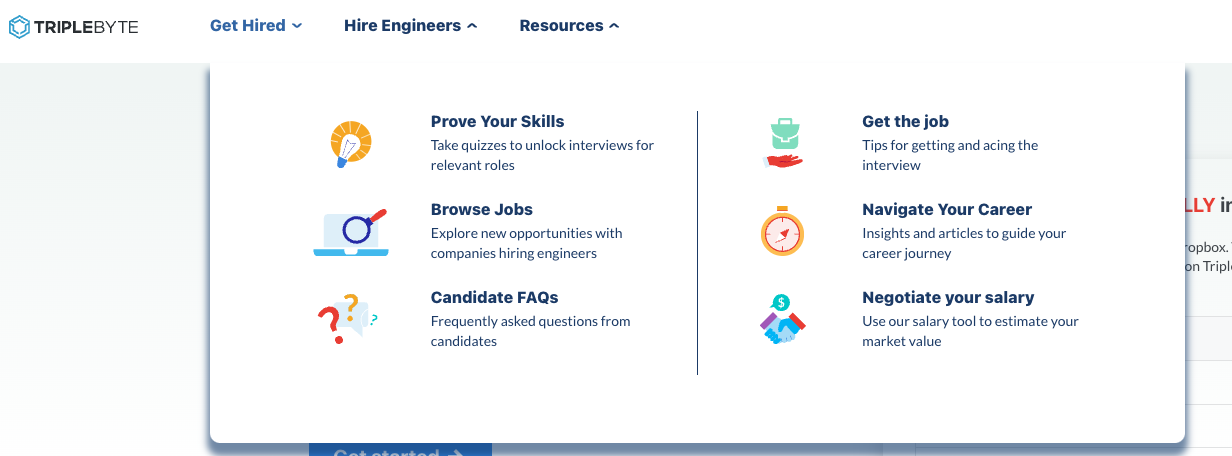 TRIPLEBYTE
Get Hired
Hire Engineers
Resources
Prove Your Skills
Take quizzes to unlock interviews for
relevant roles
Browse Jobs
Explore new opportunities with
companies hiring engineers
Candidate FAQs
Frequently asked questions from
candidates
Get the job
Tips for getting and acing the
interview
Navigate Your Career
Insights and articles to guide your
career journey
Negotiate your salary
Use our salary tool to estimate your
market value
LLY in
ropbox.
on Triple
Get started